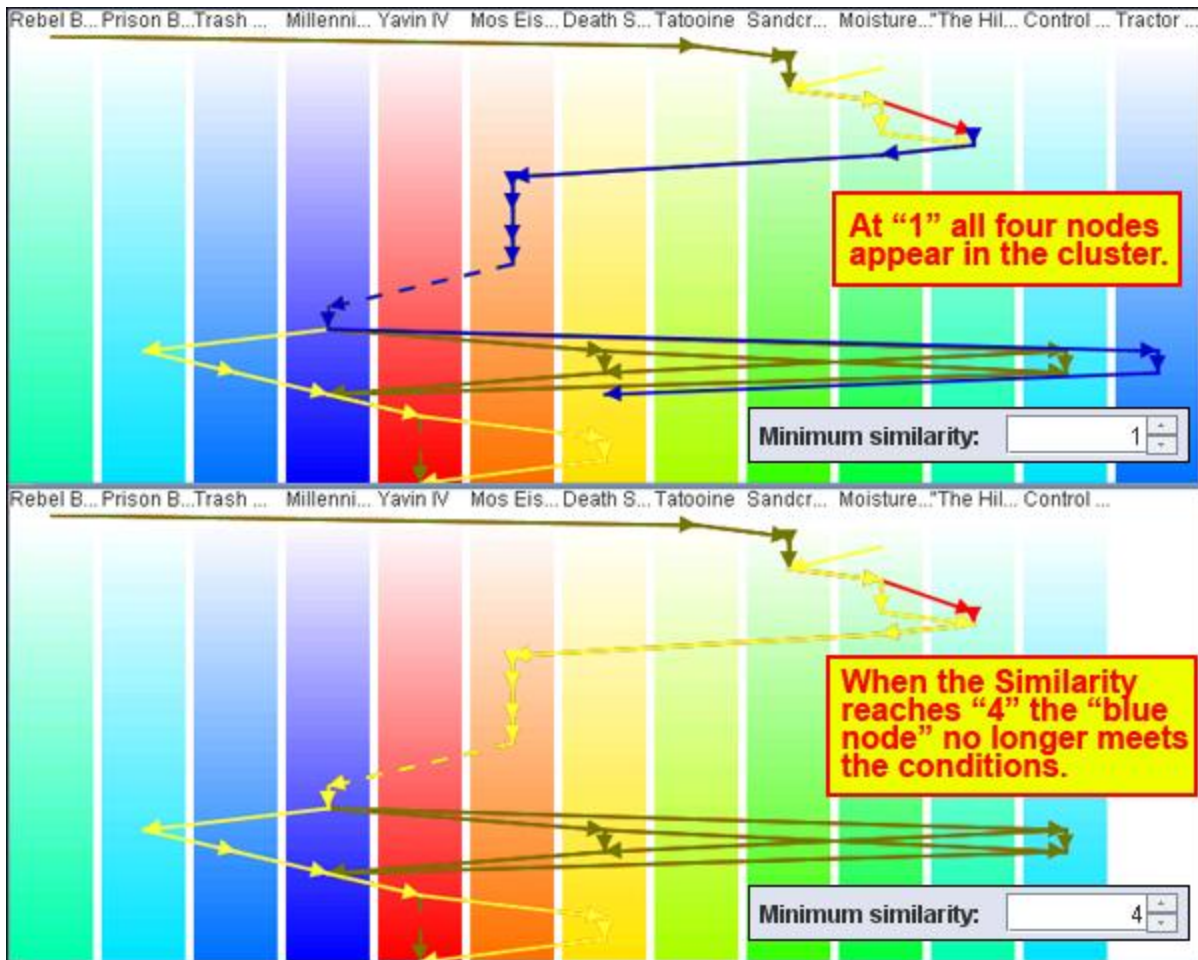 Rebel B... Prison B... Trash ... Millenni... Yavin IV Mos Eis... Death S... Tatooine Sandcr... Moisture... "The Hil... Control ... Tractor ...
At “1” all four nodes
appear in the cluster.
Minimum similarity: 1
Rebel B... Prison B... Trash ... Millenni... Yavin IV Mos Eis... Death S... Tatooine Sandcr... Moisture... "The Hil... Control ...
When the Similarity
reaches “4” the “blue
node” no longer meets
the conditions.
Minimum similarity: 4